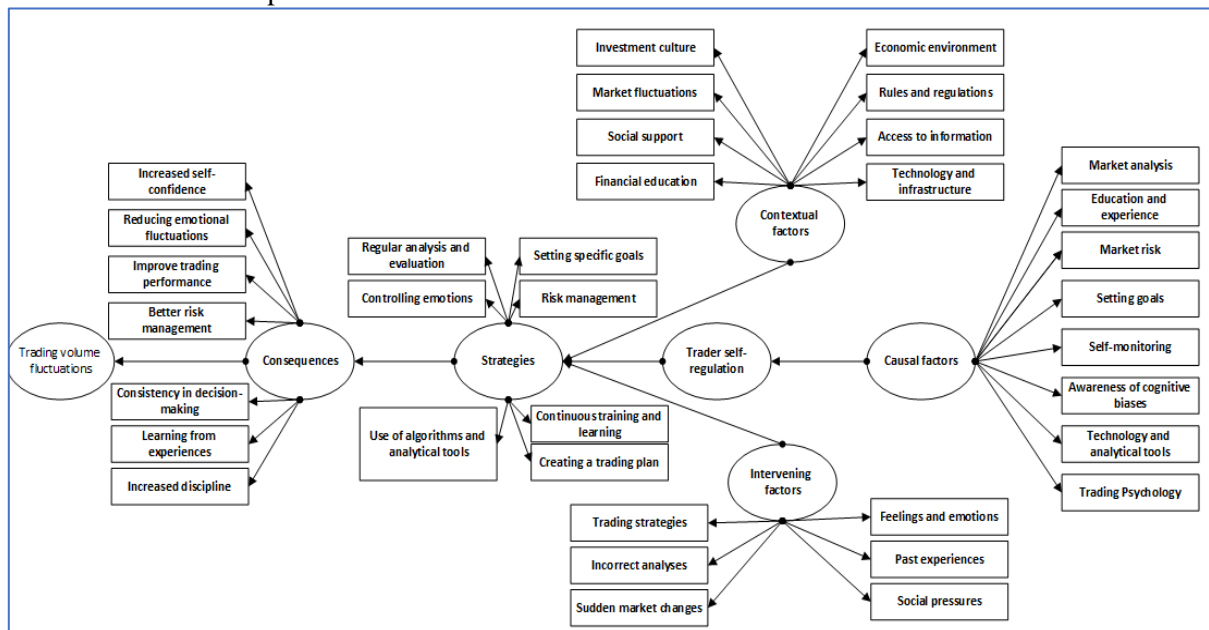 Investment culture
Economic environment
Market fluctuations
Rules and regulations
Social support
Access to information
Financial education
Technology and
infrastructure
Contextual
factors
Increased self-
confidence
Reducing emotional
fluctuations
Improve trading
performance
Better risk
management
Regular analysis and
evaluation
Setting specific goals
Controlling emotions
Risk management
Market analysis
Education and
experience
Market risk
Setting goals
Self-monitoring
Awareness of cognitive
biases
Technology and
analytical tools
Trading Psychology
Trading volume
fluctuations
Consequences
Strategies
Trader self-
regulation
Causal factors
Consistency in decision-
making
Learning from
experiences
Increased discipline
Use of algorithms and
analytical tools
Continuous training and
learning
Creating a trading plan
Intervening
factors
Trading strategies
Feelings and emotions
Incorrect analyses
Past experiences
Sudden market changes
Social pressures